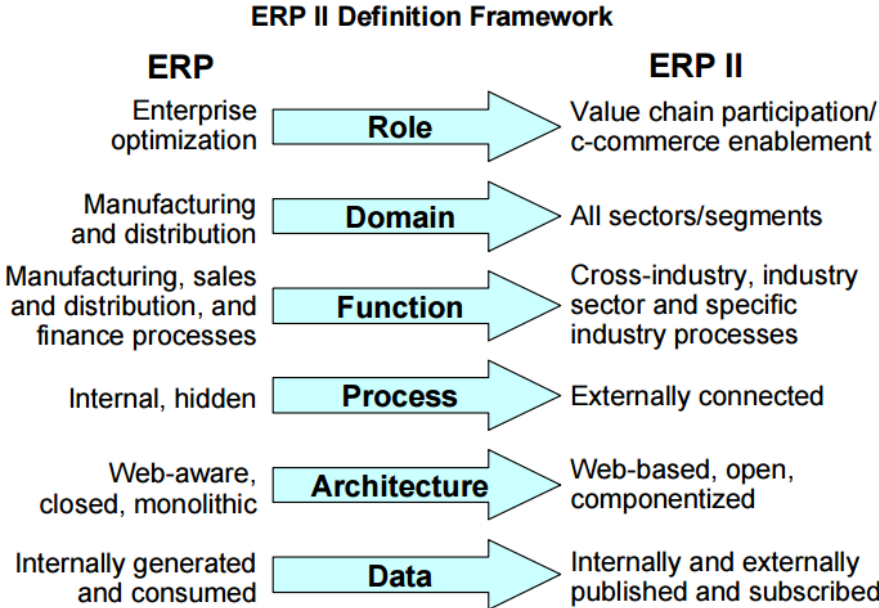 ERP II Definition Framework
ERP
ERP II
Enterprise
optimization
Role
Value chain participation/
c-commerce enablement
Manufacturing
and distribution
Domain
All sectors/segments
Manufacturing, sales
and distribution, and
finance processes
Function
Cross-industry, industry
sector and specific
industry processes
Internal, hidden
Process
Externally connected
Web-aware,
closed, monolithic
Architecture
Web-based, open,
componentized
Internally generated
and consumed
Data
Internally and externally
published and subscribed